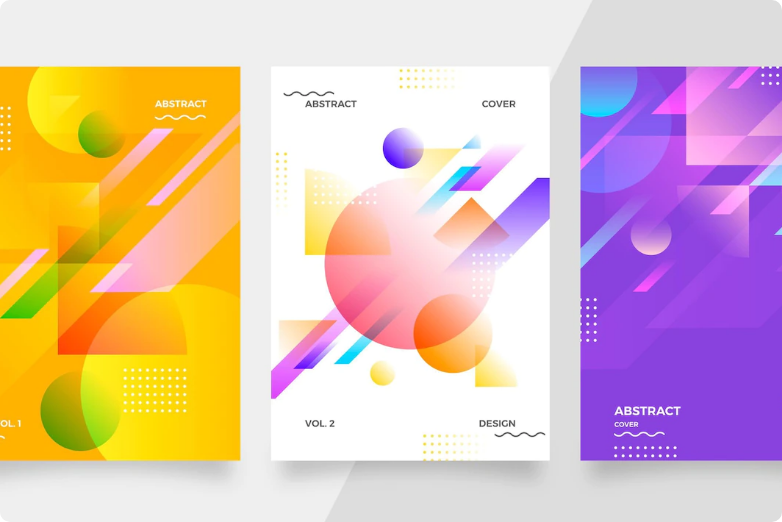 ABSTRACT
OL. 1
ABSTRACT
COVER
VOL. 2
DESIGN
ABSTRACT
COVER